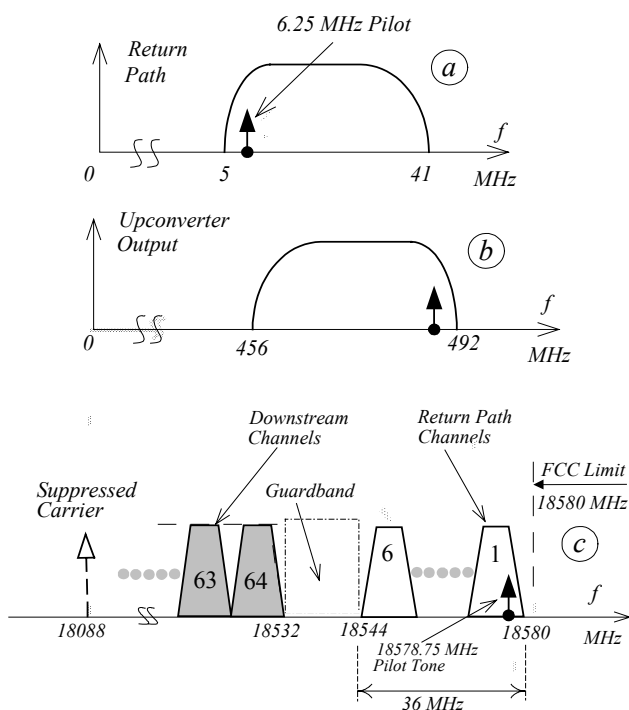 6.25 MHz Pilot
Return
Path
a
f
0
5
41
MHz
Upconverter
Output
b
f
0
456
492
MHz
Downstream
Channels
Return Path
Channels
FCC Limit
18580 MHz
Suppressed
Carrier
Guardband
c
63
64
6
1
f
18088
18532
18544
18578.75 MHz
Pilot Tone
18580
MHz
36 MHz